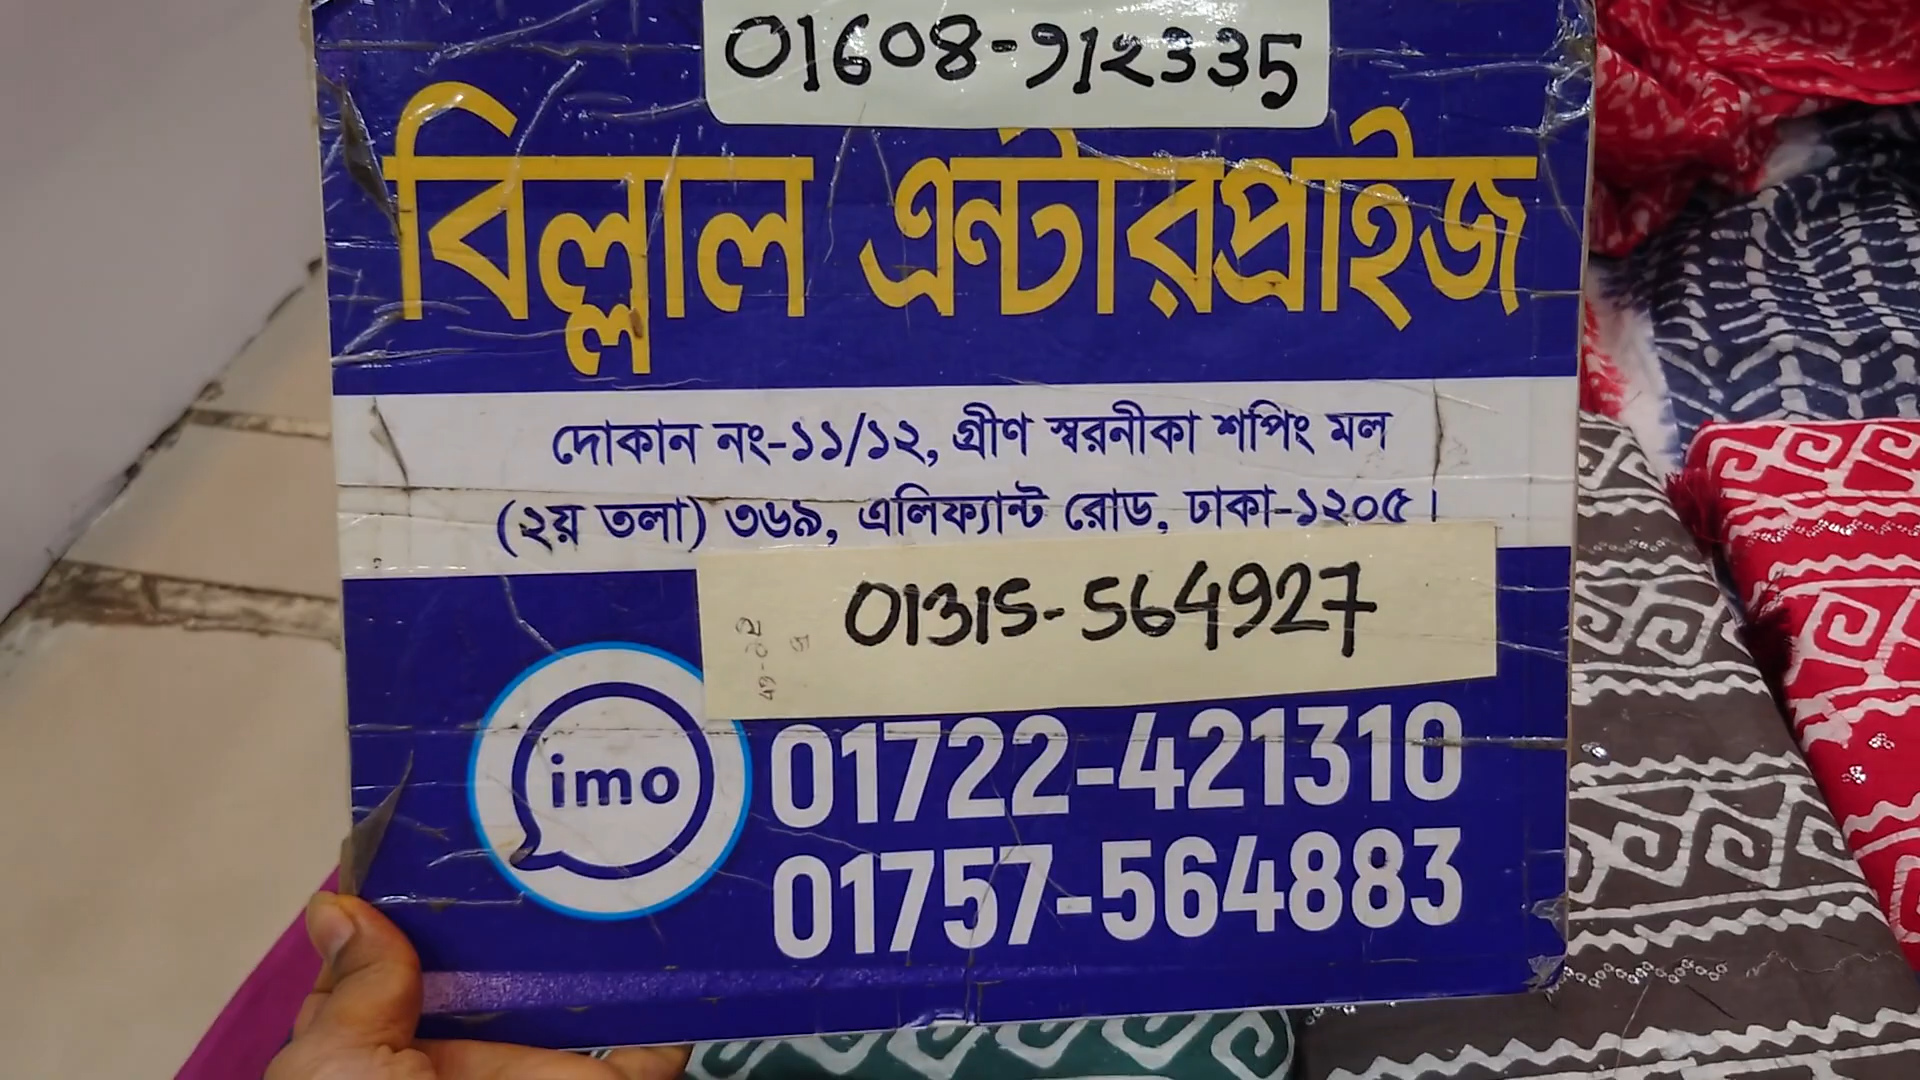 01608-912335
বিল্লাল এন্টারপ্রাইজ
দোকান নং-১১/১২, গ্রীণ স্বরনীকা শপিং মল
(২য় তলা) ৩৬৯, এলিফ্যান্ট রোড, ঢাকা-১২০৫।
01315-564927
imo
01722-421310
01757-564883